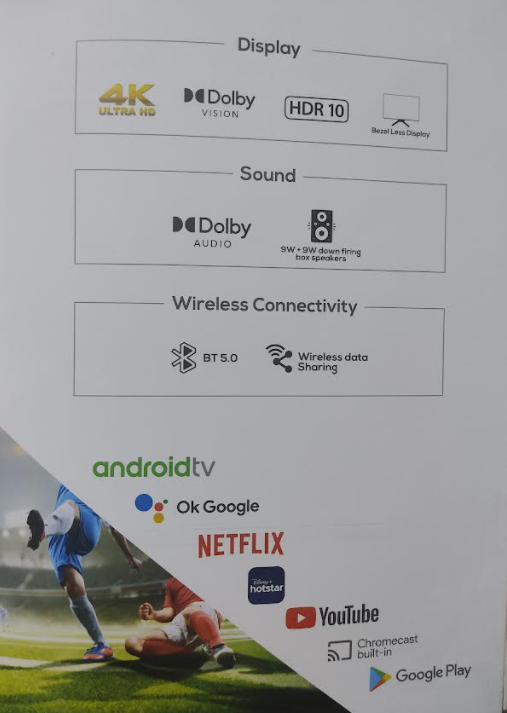 Display
4K
ULTRA HD
Dolby
VISION
HDR 10
Bezel Less Display
Sound
Dolby
AUDIO
9W + 9W down firing
box speakers
Wireless Connectivity
BT 5.0
Wireless data
Sharing
androidtv
Ok Google
NETFLIX
Disney+
hotstar
YouTube
Chromecast
built-in
Google Play